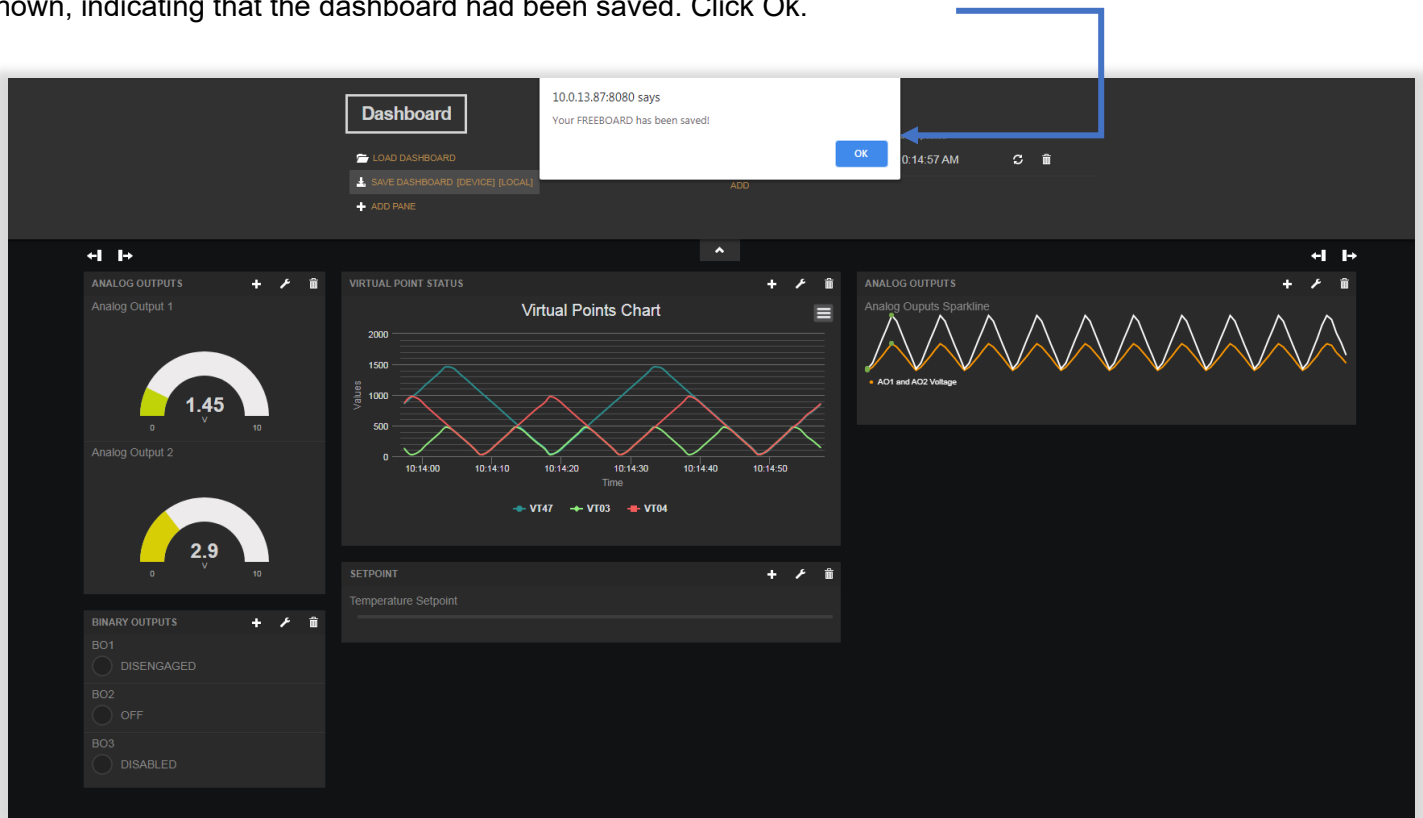 indicating that the dashboard had been saved. Click Ok.
Dashboard
LOAD DASHBOARD
SAVE DASHBOARD [DEVICE] [LOCAL]
ADD PANE
10.0.13.87:8080 says
Your FREEBOARD has been saved!
OK
0:14:57 AM
ADD
ANALOG OUTPUTS
Analog Output 1
1.45
V
0 10
Analog Output 2
2.9
V
0 10
BINARY OUTPUTS
BO1
DISENGAGED
BO2
OFF
BO3
DISABLED
VIRTUAL POINT STATUS
Virtual Points Chart
Values
2000
1500
1000
500
0
10:14:00 10:14:10 10:14:20 10:14:30 10:14:40 10:14:50
Time
VT47 VT03 VT04
SETPOINT
Temperature Setpoint
ANALOG OUTPUTS
Analog Ouputs Sparkline
AO1 and AO2 Voltage